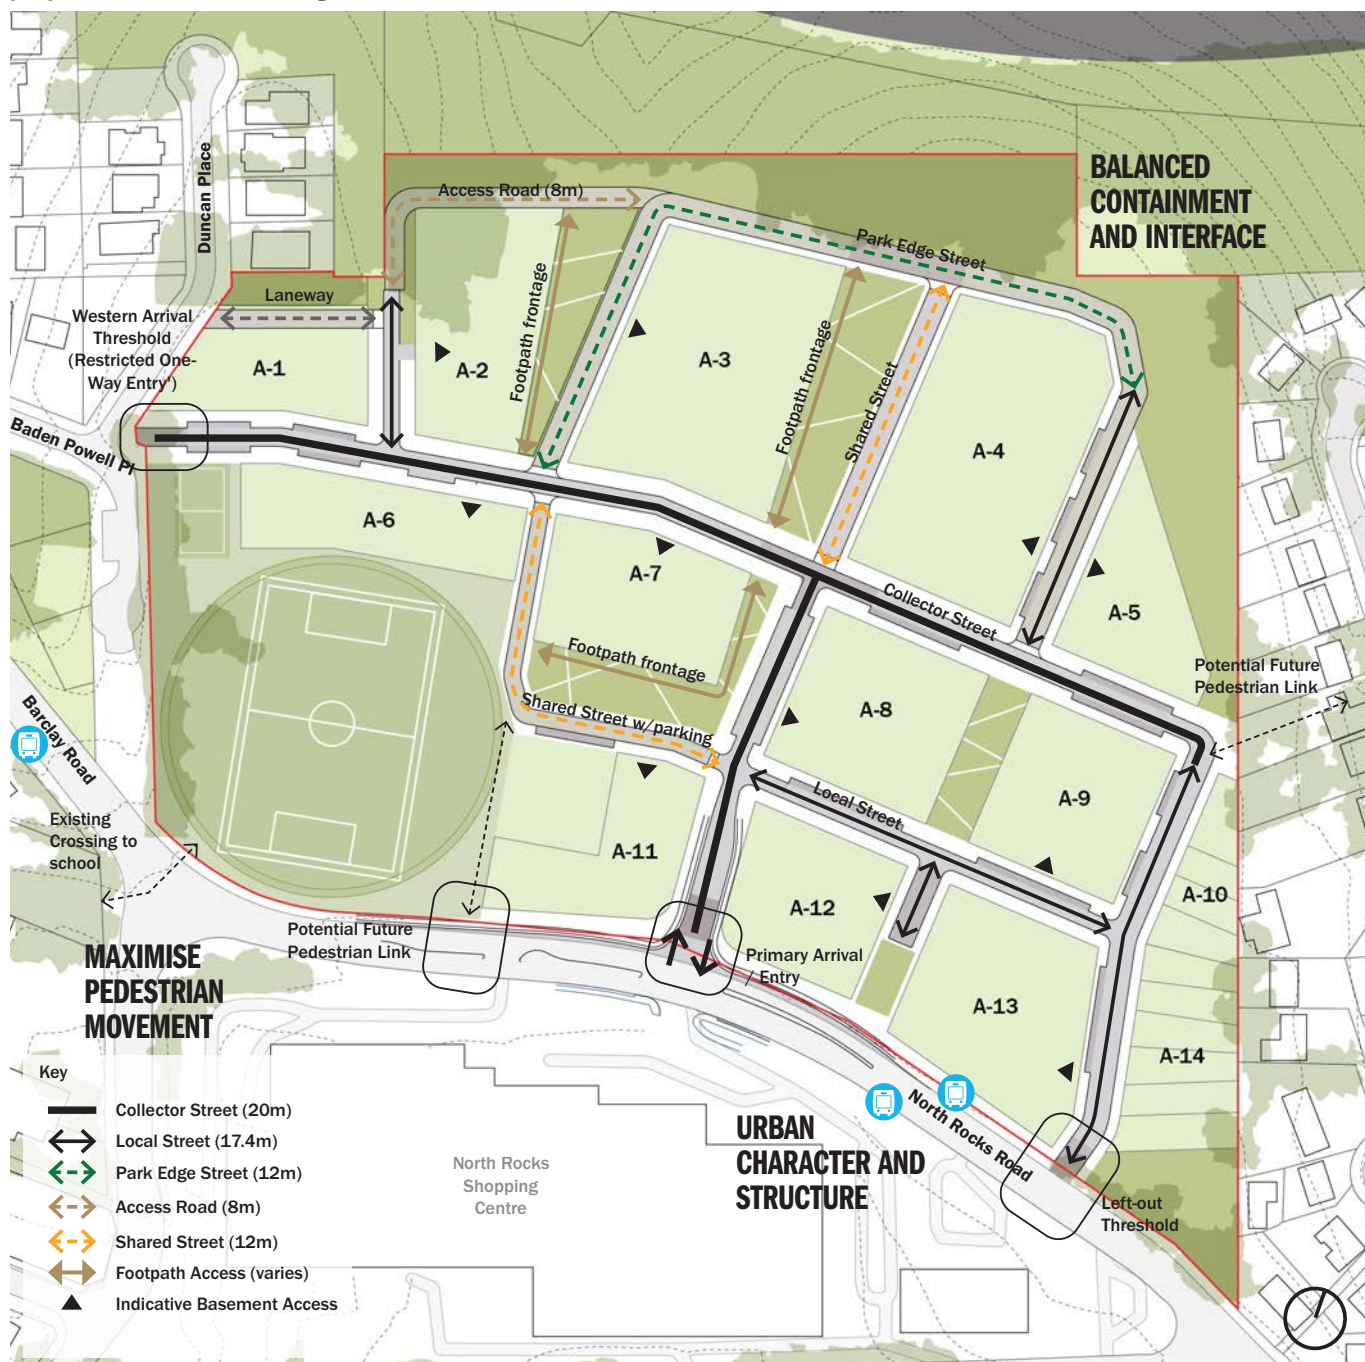 BALANCED
CONTAINMENT
AND INTERFACE
Duncan Place
Access Road (8m)
Park Edge Street
Laneway
Western Arrival
Threshold
(Restricted One-
Way Entry')
Footpath frontage
Footpath frontage
Shared Street
A-1
A-2
A-3
A-4
Baden Powell Pl
A-6
A-7
Collector Street
A-5
Footpath frontage
Potential Future
Pedestrian Link
Barclay Road
Shared Street w/parking
A-8
Local Street
A-9
Existing
Crossing to
school
A-11
A-12
A-10
Potential Future
Pedestrian Link
Primary Arrival
/ Entry
MAXIMISE
PEDESTRIAN
MOVEMENT
A-13
A-14
Key
Collector Street (20m)
Local Street (17.4m)
Park Edge Street (12m)
Access Road (8m)
Shared Street (12m)
Footpath Access (varies)
Indicative Basement Access
North Rocks
Shopping
Centre
URBAN
CHARACTER AND
STRUCTURE
North Rocks Road
Left-out
Threshold